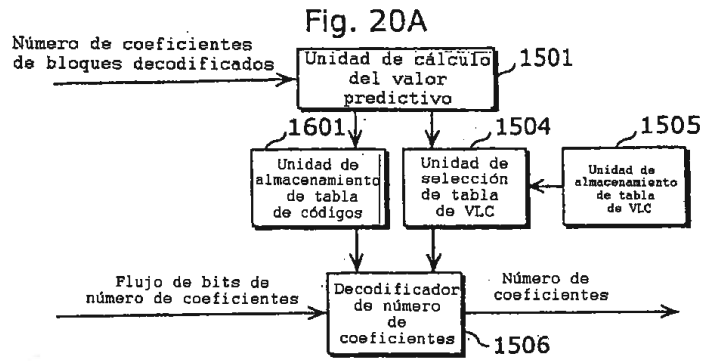 Fig. 20A
Número de coeficientes
de bloques decodificados
Unidad de cálculo
del valor
predictivo
1501
1601
Unidad de
almacenamiento
de tabla
de códigos
1504
Unidad de
selección
de tabla
de VLC
1505
Unidad de
almacenamiento
de tabla
de VLC
Flujo de bits de
número de coeficientes
Decodificador
de número
de
coeficientes
1506
Número de
coeficientes